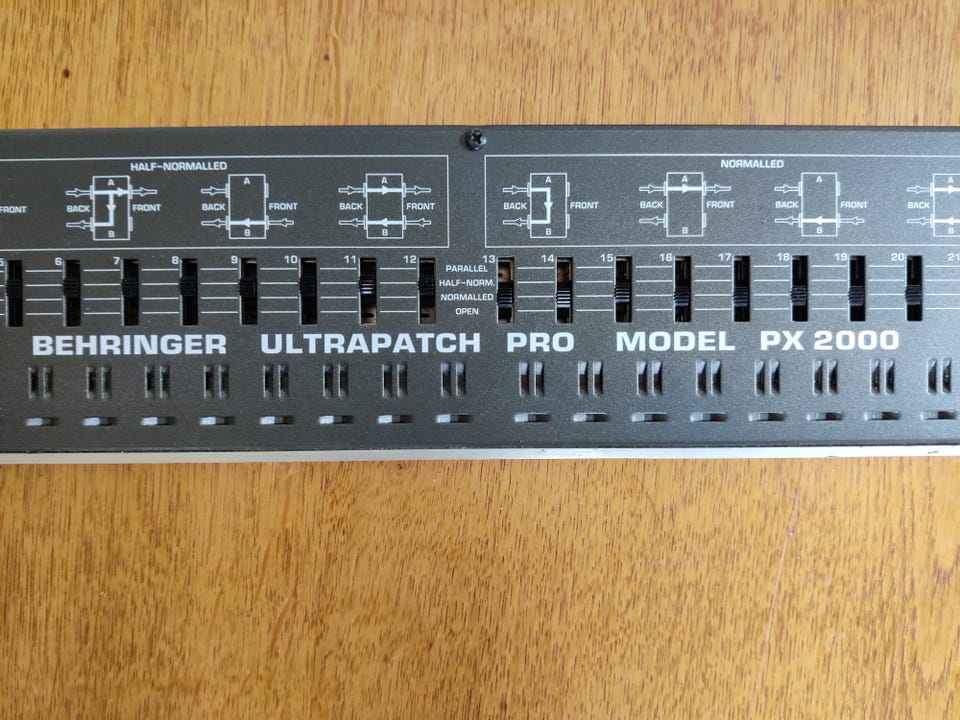 HALF-NORMALLED
NORMALLED
A A A A A A
FRONT BACK FRONT BACK FRONT BACK FRONT BACK FRONT BACK FRONT BACK FRONT
B B B B B B
6 7 8 9 10 11 12 13 14 15 16 17 18 19 20 21
PARALLEL
HALF-NORM.
NORMALLED
OPEN
BEHRINGER ULTRAPATCH PRO MODEL PX 2000